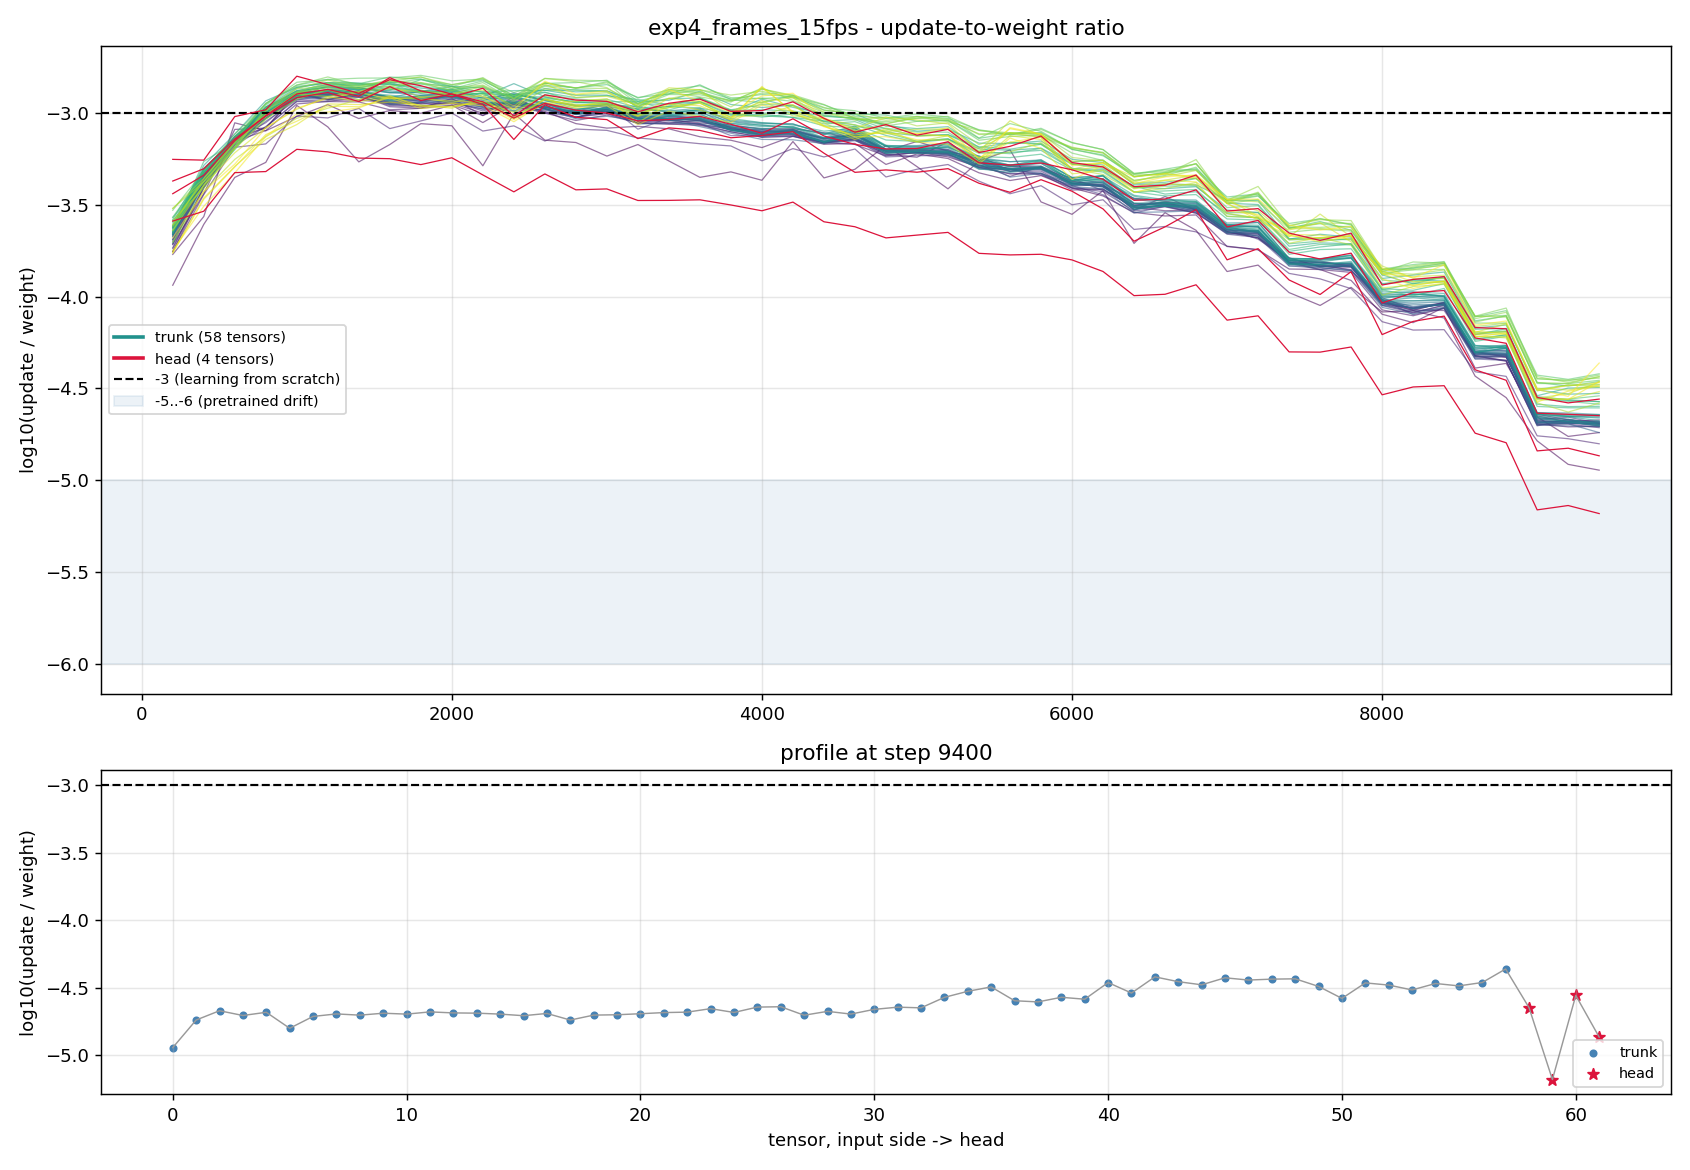 exp4_frames_15fps - update-to-weight ratio
log10(update / weight)
−3.0
−3.5
−4.0
−4.5
−5.0
−5.5
−6.0
trunk (58 tensors)
head (4 tensors)
-3 (learning from scratch)
-5..-6 (pretrained drift)
0 2000 4000 6000 8000
profile at step 9400
log10(update / weight)
−3.0
−3.5
−4.0
−4.5
−5.0
trunk
head
0 10 20 30 40 50 60
tensor, input side -> head